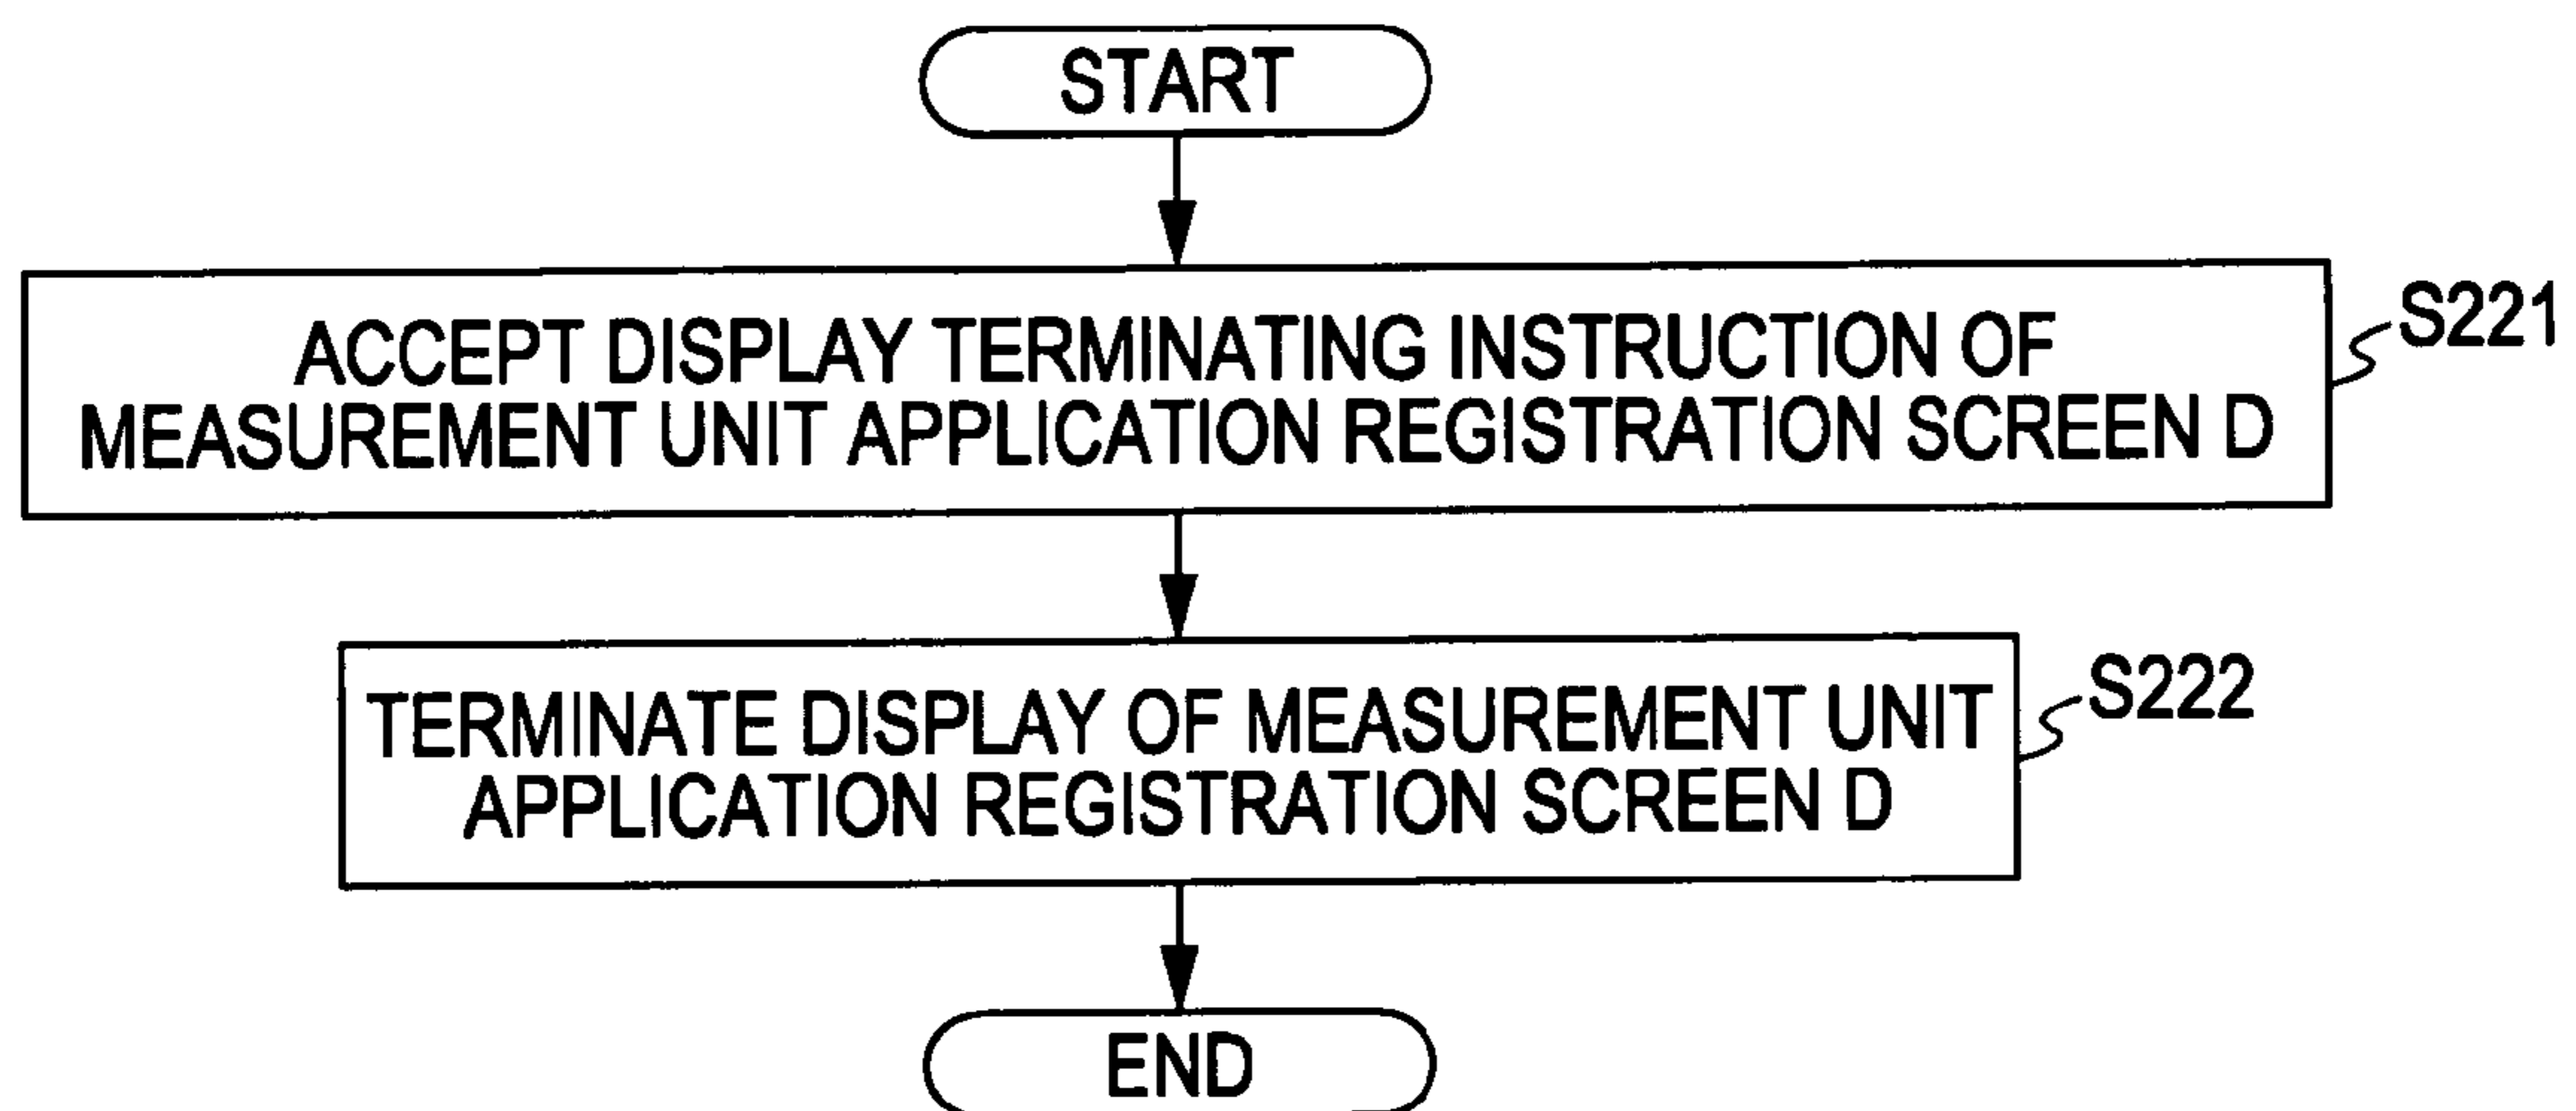 START
ACCEPT DISPLAY TERMINATING INSTRUCTION OF
MEASUREMENT UNIT APPLICATION REGISTRATION SCREEN D
S221
TERMINATE DISPLAY OF MEASUREMENT UNIT
APPLICATION REGISTRATION SCREEN D
S222
END